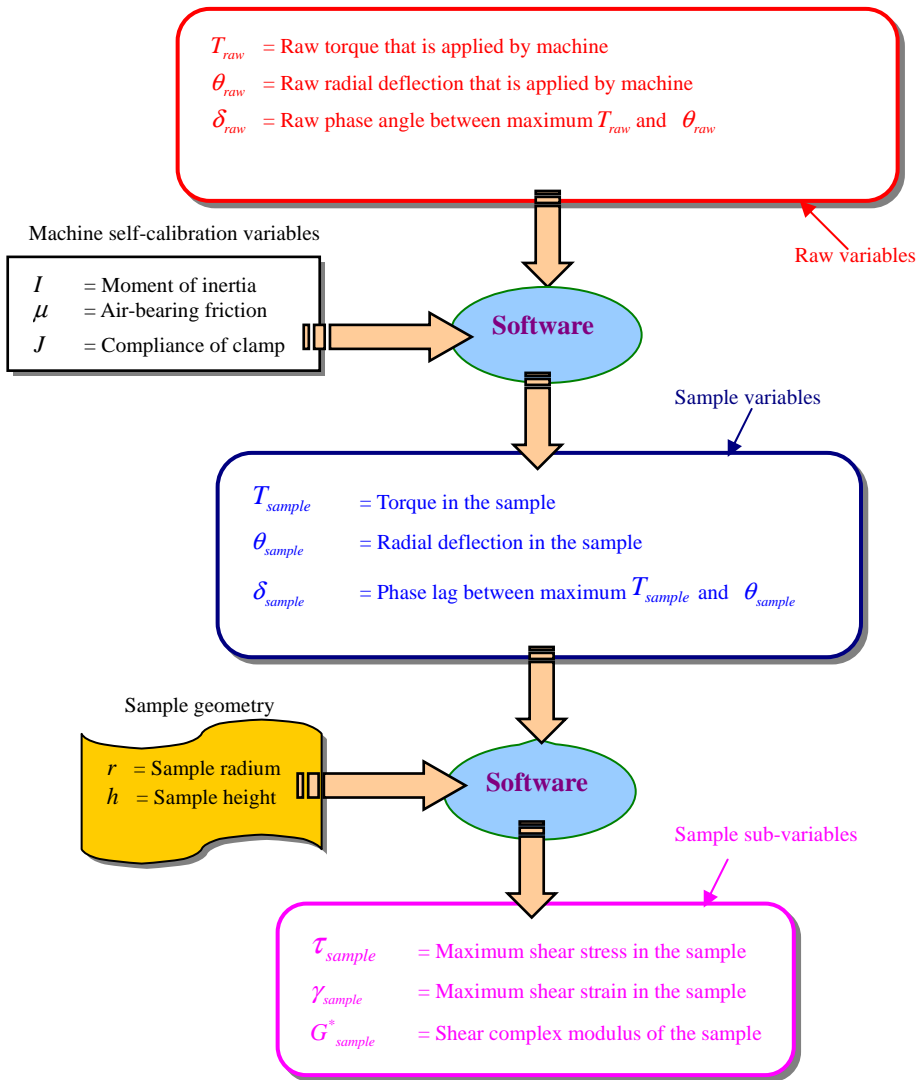 T_raw = Raw torque that is applied by machine
θ_raw = Raw radial deflection that is applied by machine
δ_raw = Raw phase angle between maximum T_raw and θ_raw
Raw variables
Machine self-calibration variables
I = Moment of inertia
μ = Air-bearing friction
J = Compliance of clamp
Software
Sample variables
T_sample = Torque in the sample
θ_sample = Radial deflection in the sample
δ_sample = Phase lag between maximum T_sample and θ_sample
Sample geometry
r = Sample radium
h = Sample height
Software
Sample sub-variables
τ_sample = Maximum shear stress in the sample
γ_sample = Maximum shear strain in the sample
G*_sample = Shear complex modulus of the sample